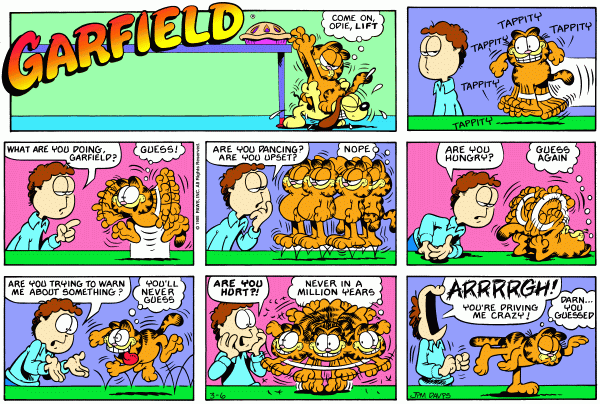 GARFIELD
®
COME ON,
ODIE, LIFT
TAPPITY
TAPPITY
TAPPITY
TAPPITY
TAPPITY
WHAT ARE YOU DOING,
GARFIELD?
GUESS!
ARE YOU DANCING?
ARE YOU UPSET?
NOPE
ARE YOU
HUNGRY?
GUESS
AGAIN
ARE YOU TRYING TO WARN
ME ABOUT SOMETHING?
YOU'LL
NEVER
GUESS
ARE YOU
HURT?!
NEVER IN A
MILLION YEARS
3-6
ARRRRGH!
YOU'RE DRIVING
ME CRAZY!
DARN...
YOU
GUESSED
JIM DAVIS